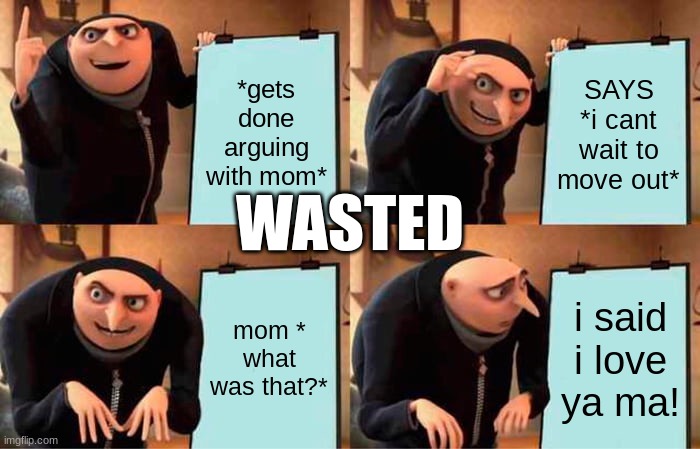 *gets
done
arguing
with mom*
SAYS
*i cant
wait to
move out*
WASTED
mom *
what
was that?*
i said
i love
ya ma!
imgflip.com